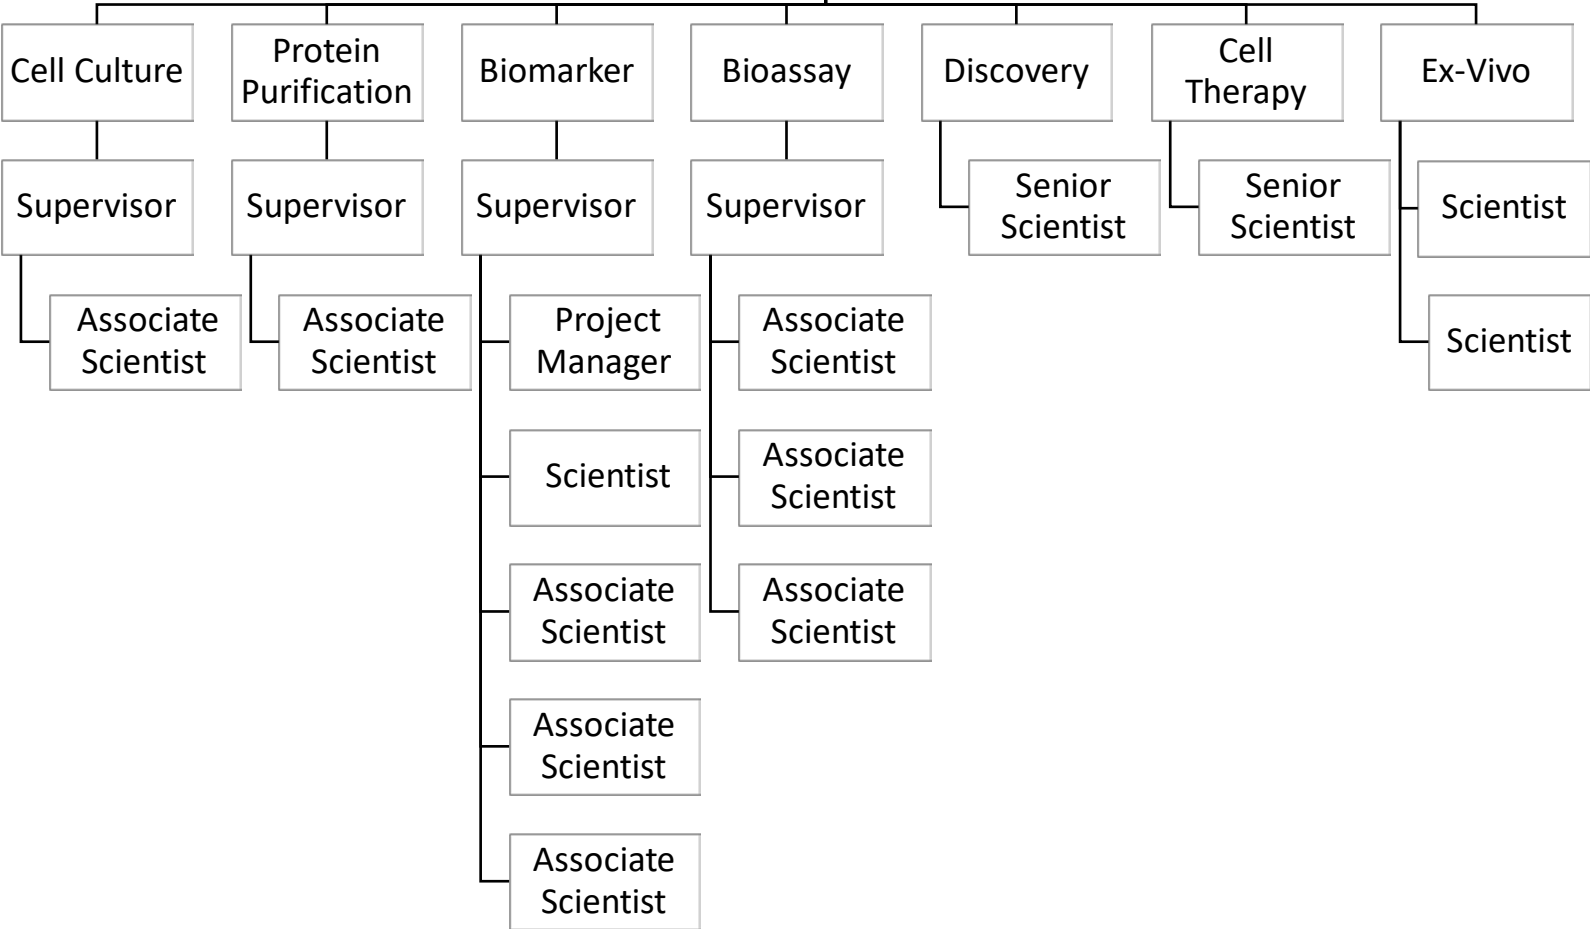 Cell Culture
Protein
Purification
Biomarker
Bioassay
Discovery
Cell
Therapy
Ex-Vivo
Supervisor
Supervisor
Supervisor
Supervisor
Senior
Scientist
Senior
Scientist
Scientist
Associate
Scientist
Associate
Scientist
Project
Manager
Associate
Scientist
Scientist
Scientist
Associate
Scientist
Associate
Scientist
Associate
Scientist
Associate
Scientist
Associate
Scientist